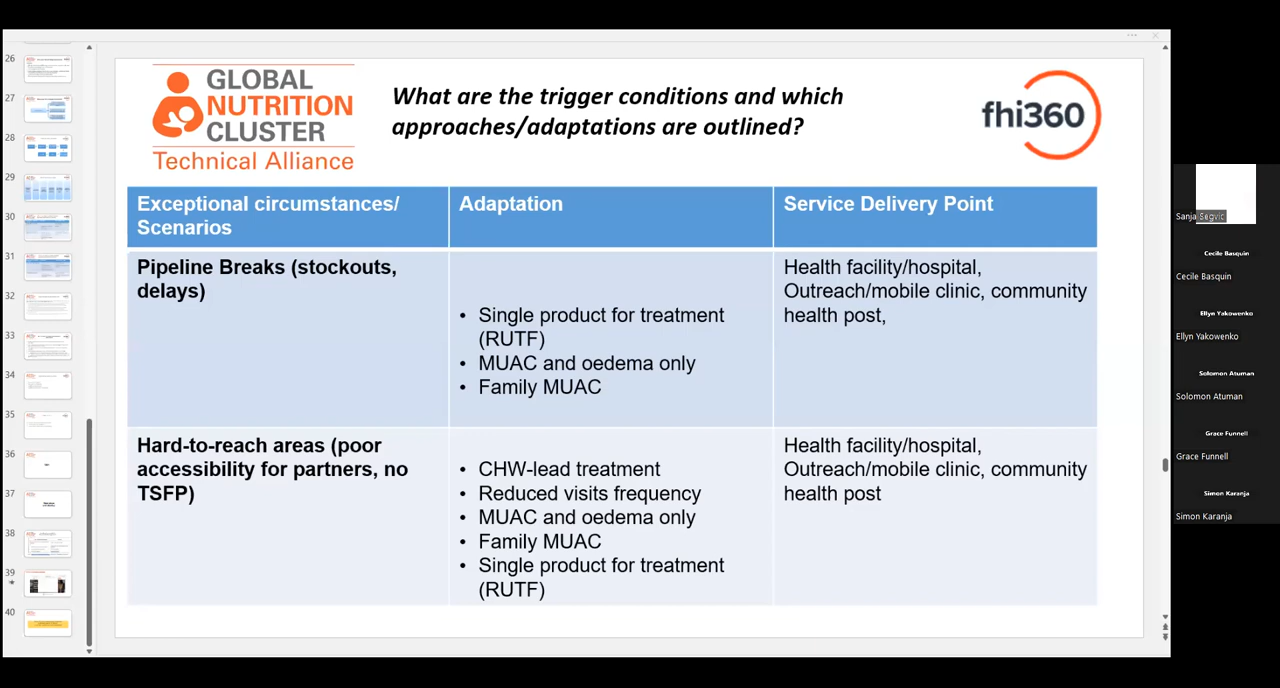 26
27
28
29
30
31
32
33
34
35
36
37
38
39
40
GLOBAL
NUTRITION
CLUSTER
Technical Alliance
What are the trigger conditions and which
approaches/adaptations are outlined?
fhi360
Exceptional circumstances/
Scenarios
Adaptation
Service Delivery Point
Pipeline Breaks (stockouts,
delays)
• Single product for treatment
(RUTF)
• MUAC and oedema only
• Family MUAC
Health facility/hospital,
Outreach/mobile clinic, community
health post,
Hard-to-reach areas (poor
accessibility for partners, no
TSFP)
• CHW-lead treatment
• Reduced visits frequency
• MUAC and oedema only
• Family MUAC
• Single product for treatment
(RUTF)
Health facility/hospital,
Outreach/mobile clinic, community
health post
Sanja Segvic
Cecile Basquin
Cecile Basquin
Ellyn Yakowenko
Ellyn Yakowenko
Solomon Atuman
Solomon Atuman
Grace Funnell
Grace Funnell
Simon Karanja
Simon Karanja